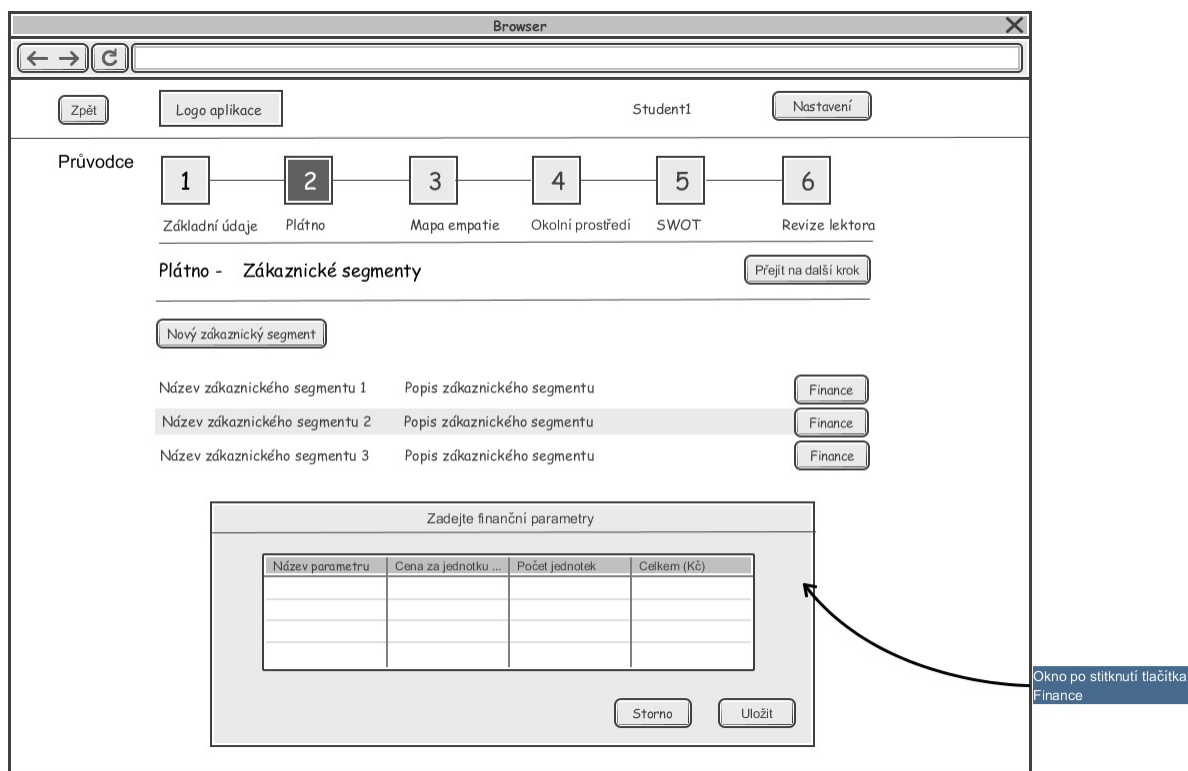 Browser
Zpět
Logo aplikace
Student1
Nastavení
Průvodce
1
2
3
4
5
6
Základní údaje
Plátno
Mapa empatie
Okolní prostředí
SWOT
Revize lektora
Plátno - Zákaznické segmenty
Přejít na další krok
Nový zákaznický segment
Název zákaznického segmentu 1
Popis zákaznického segmentu
Finance
Název zákaznického segmentu 2
Popis zákaznického segmentu
Finance
Název zákaznického segmentu 3
Popis zákaznického segmentu
Finance
Zadejte finanční parametry
Název parametru
Cena za jednotku ...
Počet jednotek
Celkem (Kč)
Storno
Uložit
Okno po stitknutí tlačítka
Finance